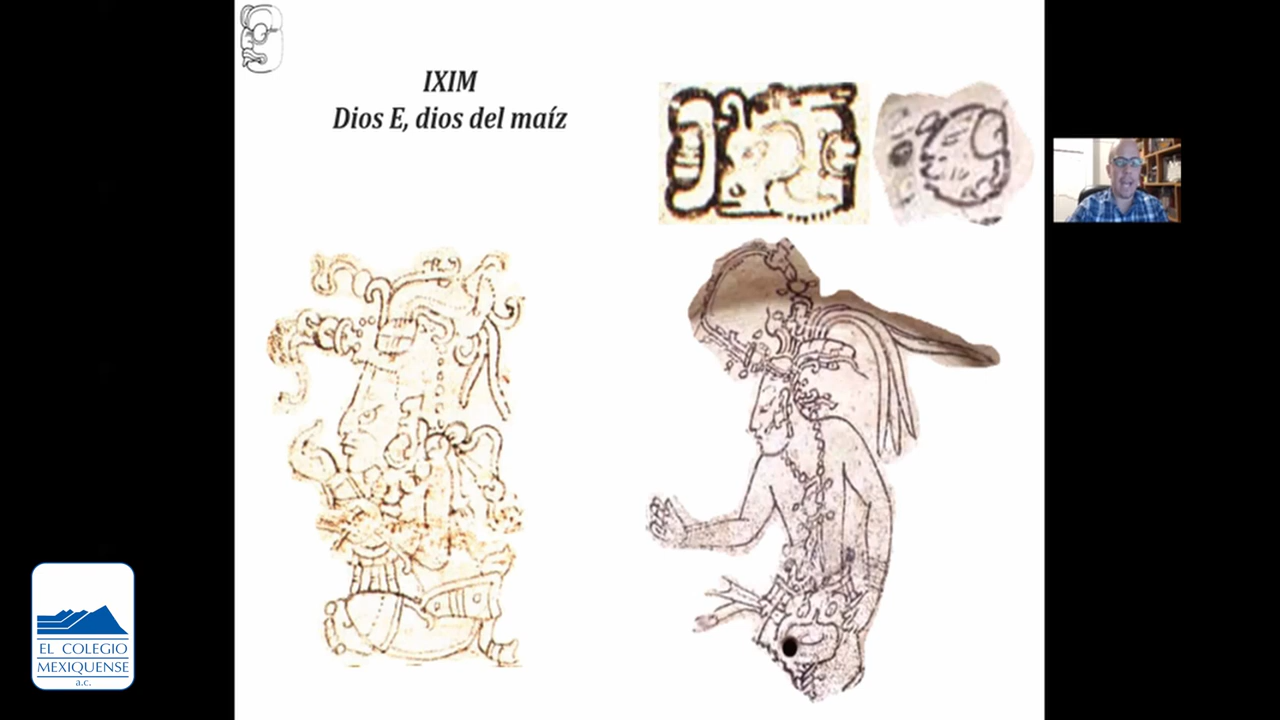 IXIM
Dios E, dios del maíz
EL COLEGIO
MEXIQUENSE
a.c.